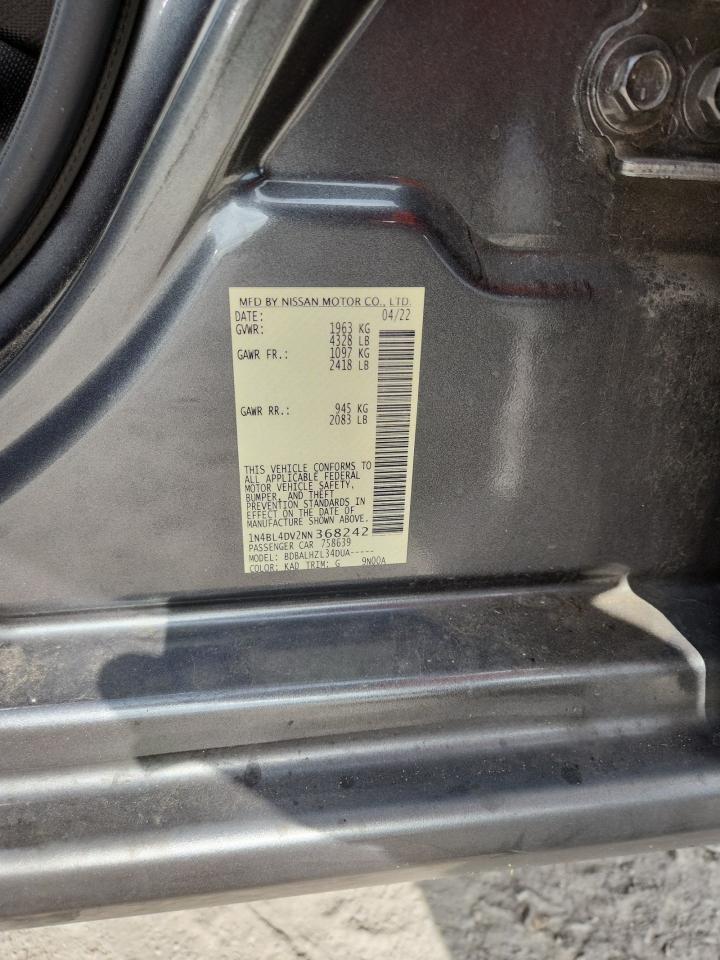 MFD BY NISSAN MOTOR CO., LTD.
DATE: 04/22
GVWR: 1963 KG
4328 LB
GAWR FR.: 1097 KG
2418 LB
GAWR RR.: 945 KG
2083 LB
THIS VEHICLE CONFORMS TO
ALL APPLICABLE FEDERAL
MOTOR VEHICLE SAFETY,
BUMPER, AND THEFT
PREVENTION STANDARDS IN
EFFECT ON THE DATE OF
MANUFACTURE SHOWN ABOVE.
1N4BL4DV2NN368242
PASSENGER CAR 758639
MODEL: BDBALHZL34DUA-----
COLOR: KAD TRIM: G 9N00A